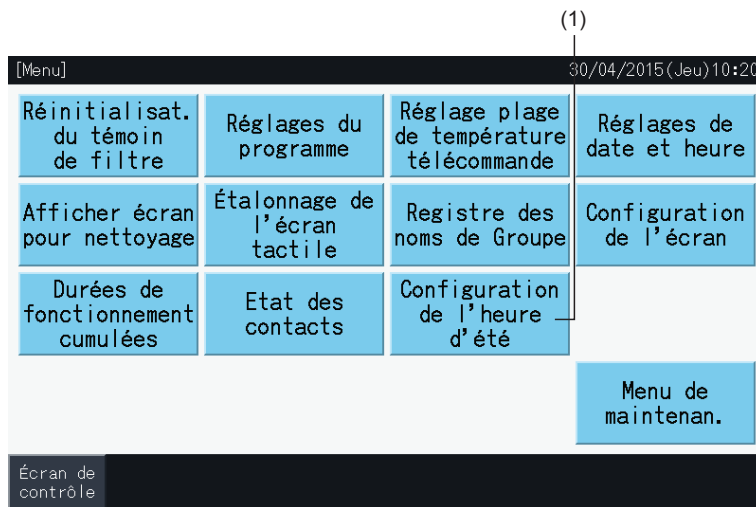 (1)
[Menu]
30/04/2015(Jeu)10:20
Réinitialisat.
du témoin
de filtre
Réglages du
programme
Réglage plage
de température
télécommande
Réglages de
date et heure
Afficher écran
pour nettoyage
Étalonnage de
l'écran
tactile
Registre des
noms de Groupe
Configuration
de l'écran
Durées de
fonctionnement
cumulées
Etat des
contacts
Configuration
de l'heure
d'été
Menu de
maintenan.
Écran de
contrôle